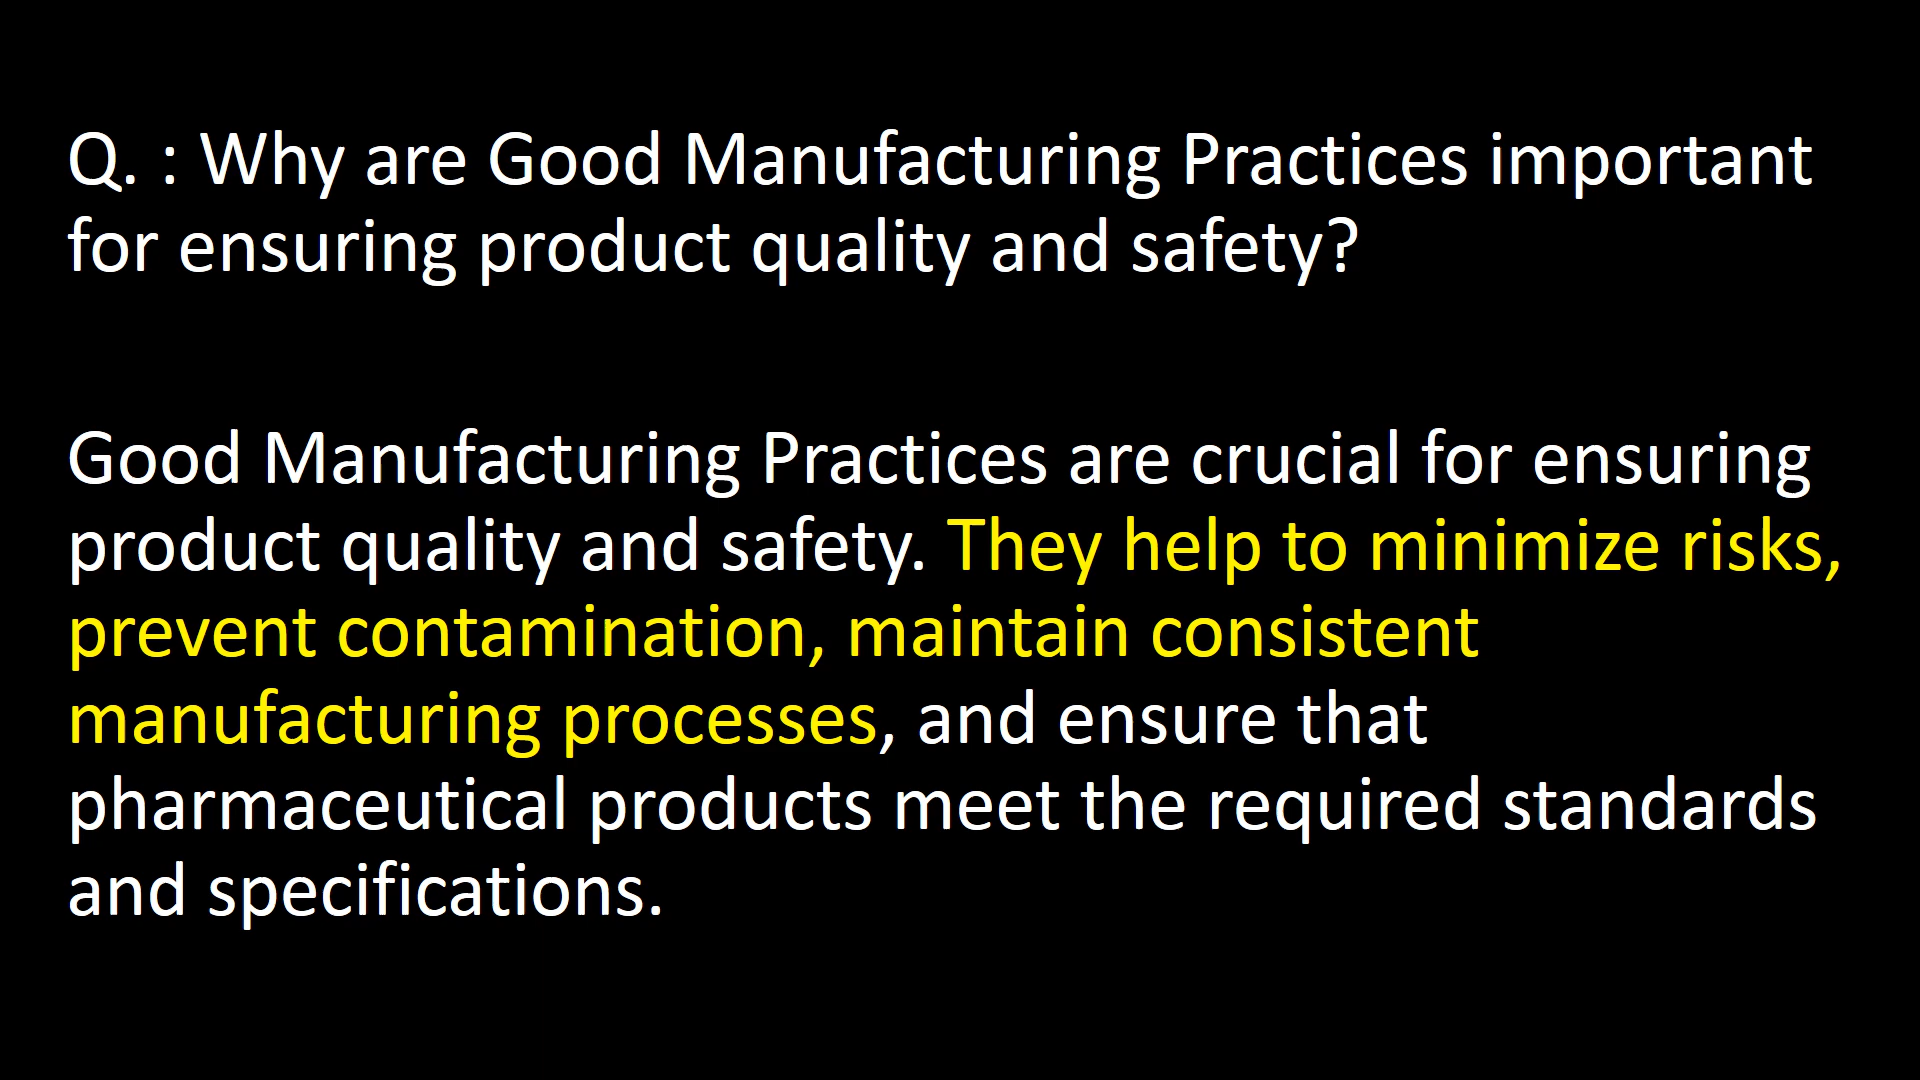 Q. : Why are Good Manufacturing Practices important
for ensuring product quality and safety?
Good Manufacturing Practices are crucial for ensuring
product quality and safety. They help to minimize risks,
prevent contamination, maintain consistent
manufacturing processes, and ensure that
pharmaceutical products meet the required standards
and specifications.